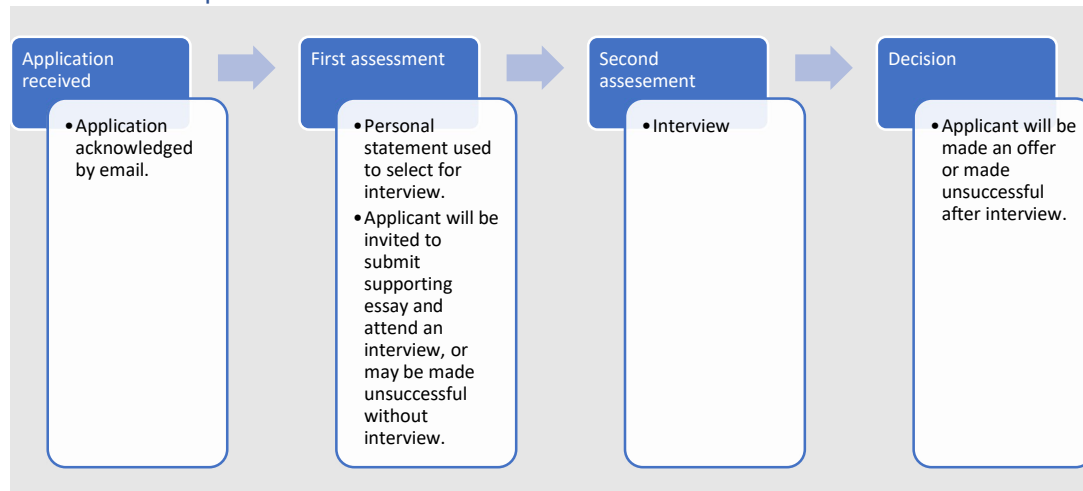 Application
received
• Application
acknowledged
by email.
First assessment
• Personal
statement used
to select for
interview.
• Applicant will be
invited to
submit
supporting
essay and
attend an
interview, or
may be made
unsuccessful
without
interview.
Second
assesement
• Interview
Decision
• Applicant will be
made an offer
or made
unsuccessful
after interview.